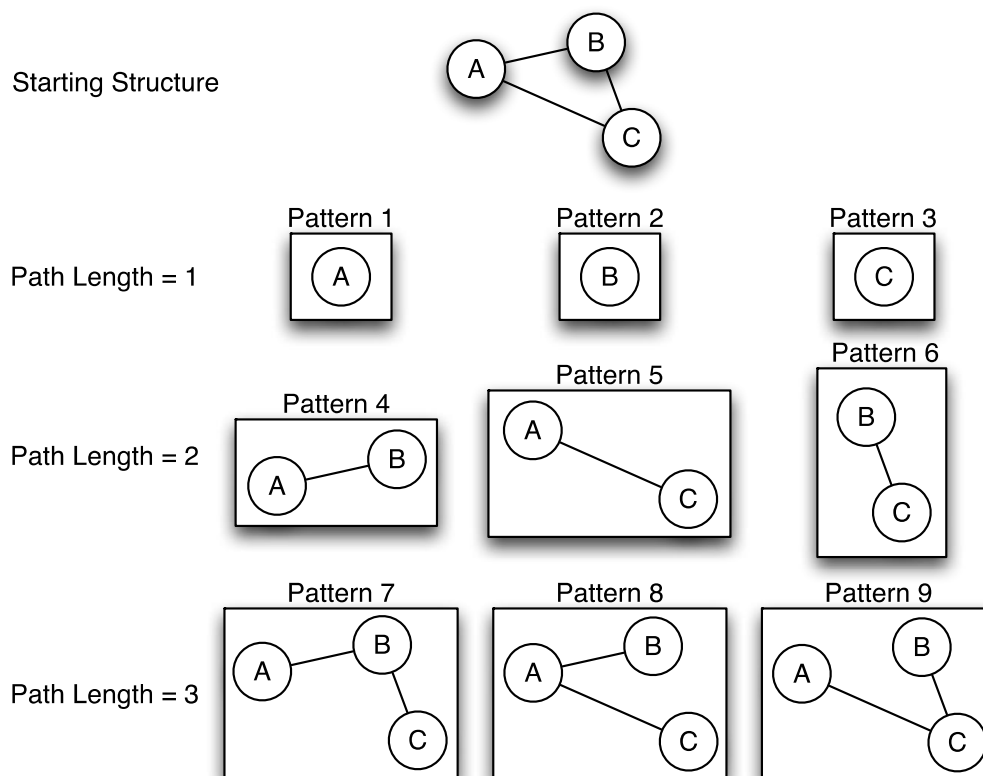 Starting Structure
A
B
C
Pattern 1
Pattern 2
Pattern 3
Path Length = 1
A
B
C
Pattern 4
Pattern 5
Pattern 6
Path Length = 2
A
B
A
C
B
C
Pattern 7
Pattern 8
Pattern 9
Path Length = 3
A
B
C
A
B
C
A
B
C